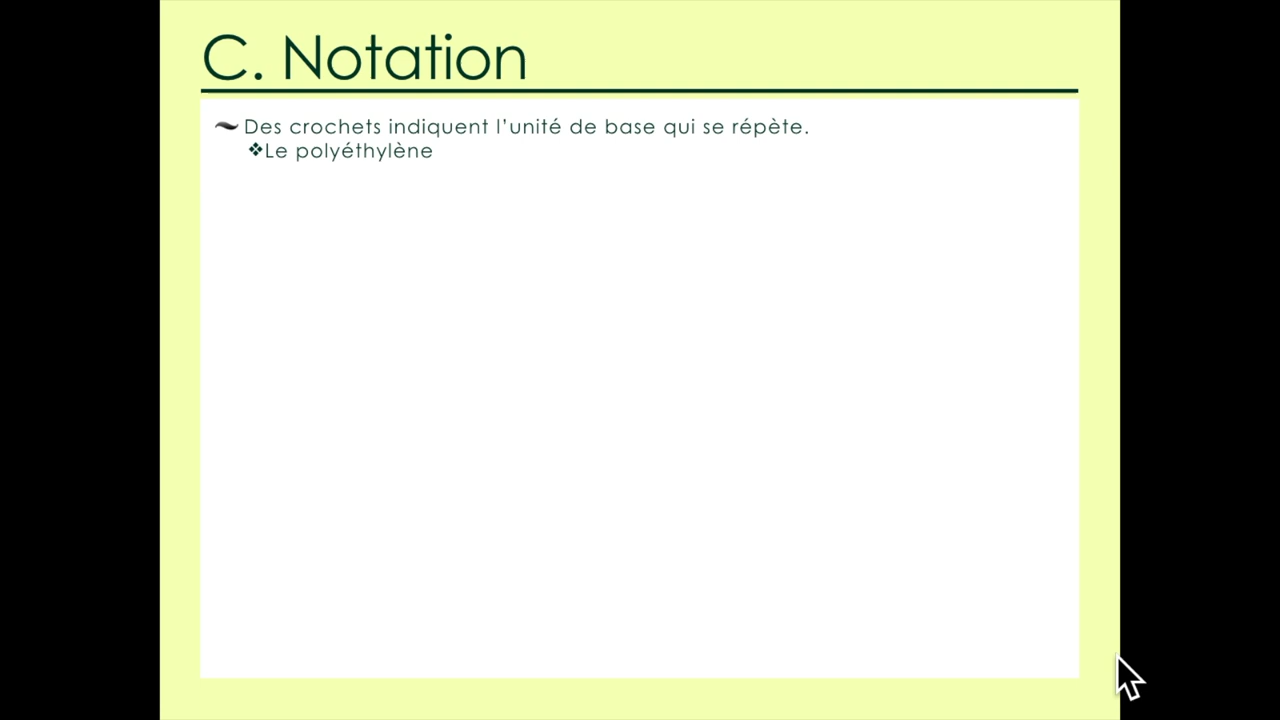 C. Notation
Des crochets indiquent l’unité de base qui se répète.
❖Le polyéthylène